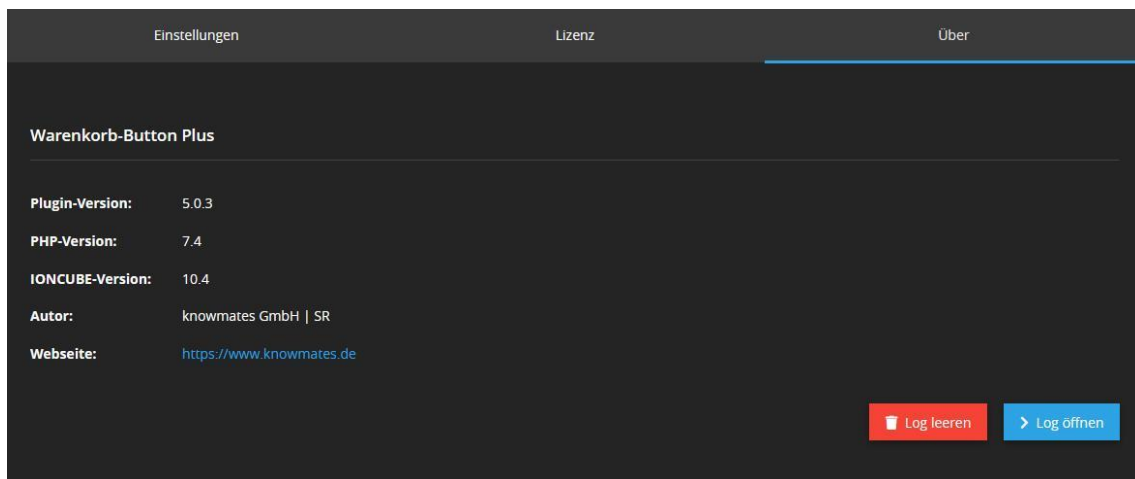 Einstellungen Lizenz Über
Warenkorb-Button Plus
Plugin-Version: 5.0.3
PHP-Version: 7.4
IONCUBE-Version: 10.4
Autor: knowmates GmbH | SR
Webseite: https://www.knowmates.de
Log leeren Log öffnen